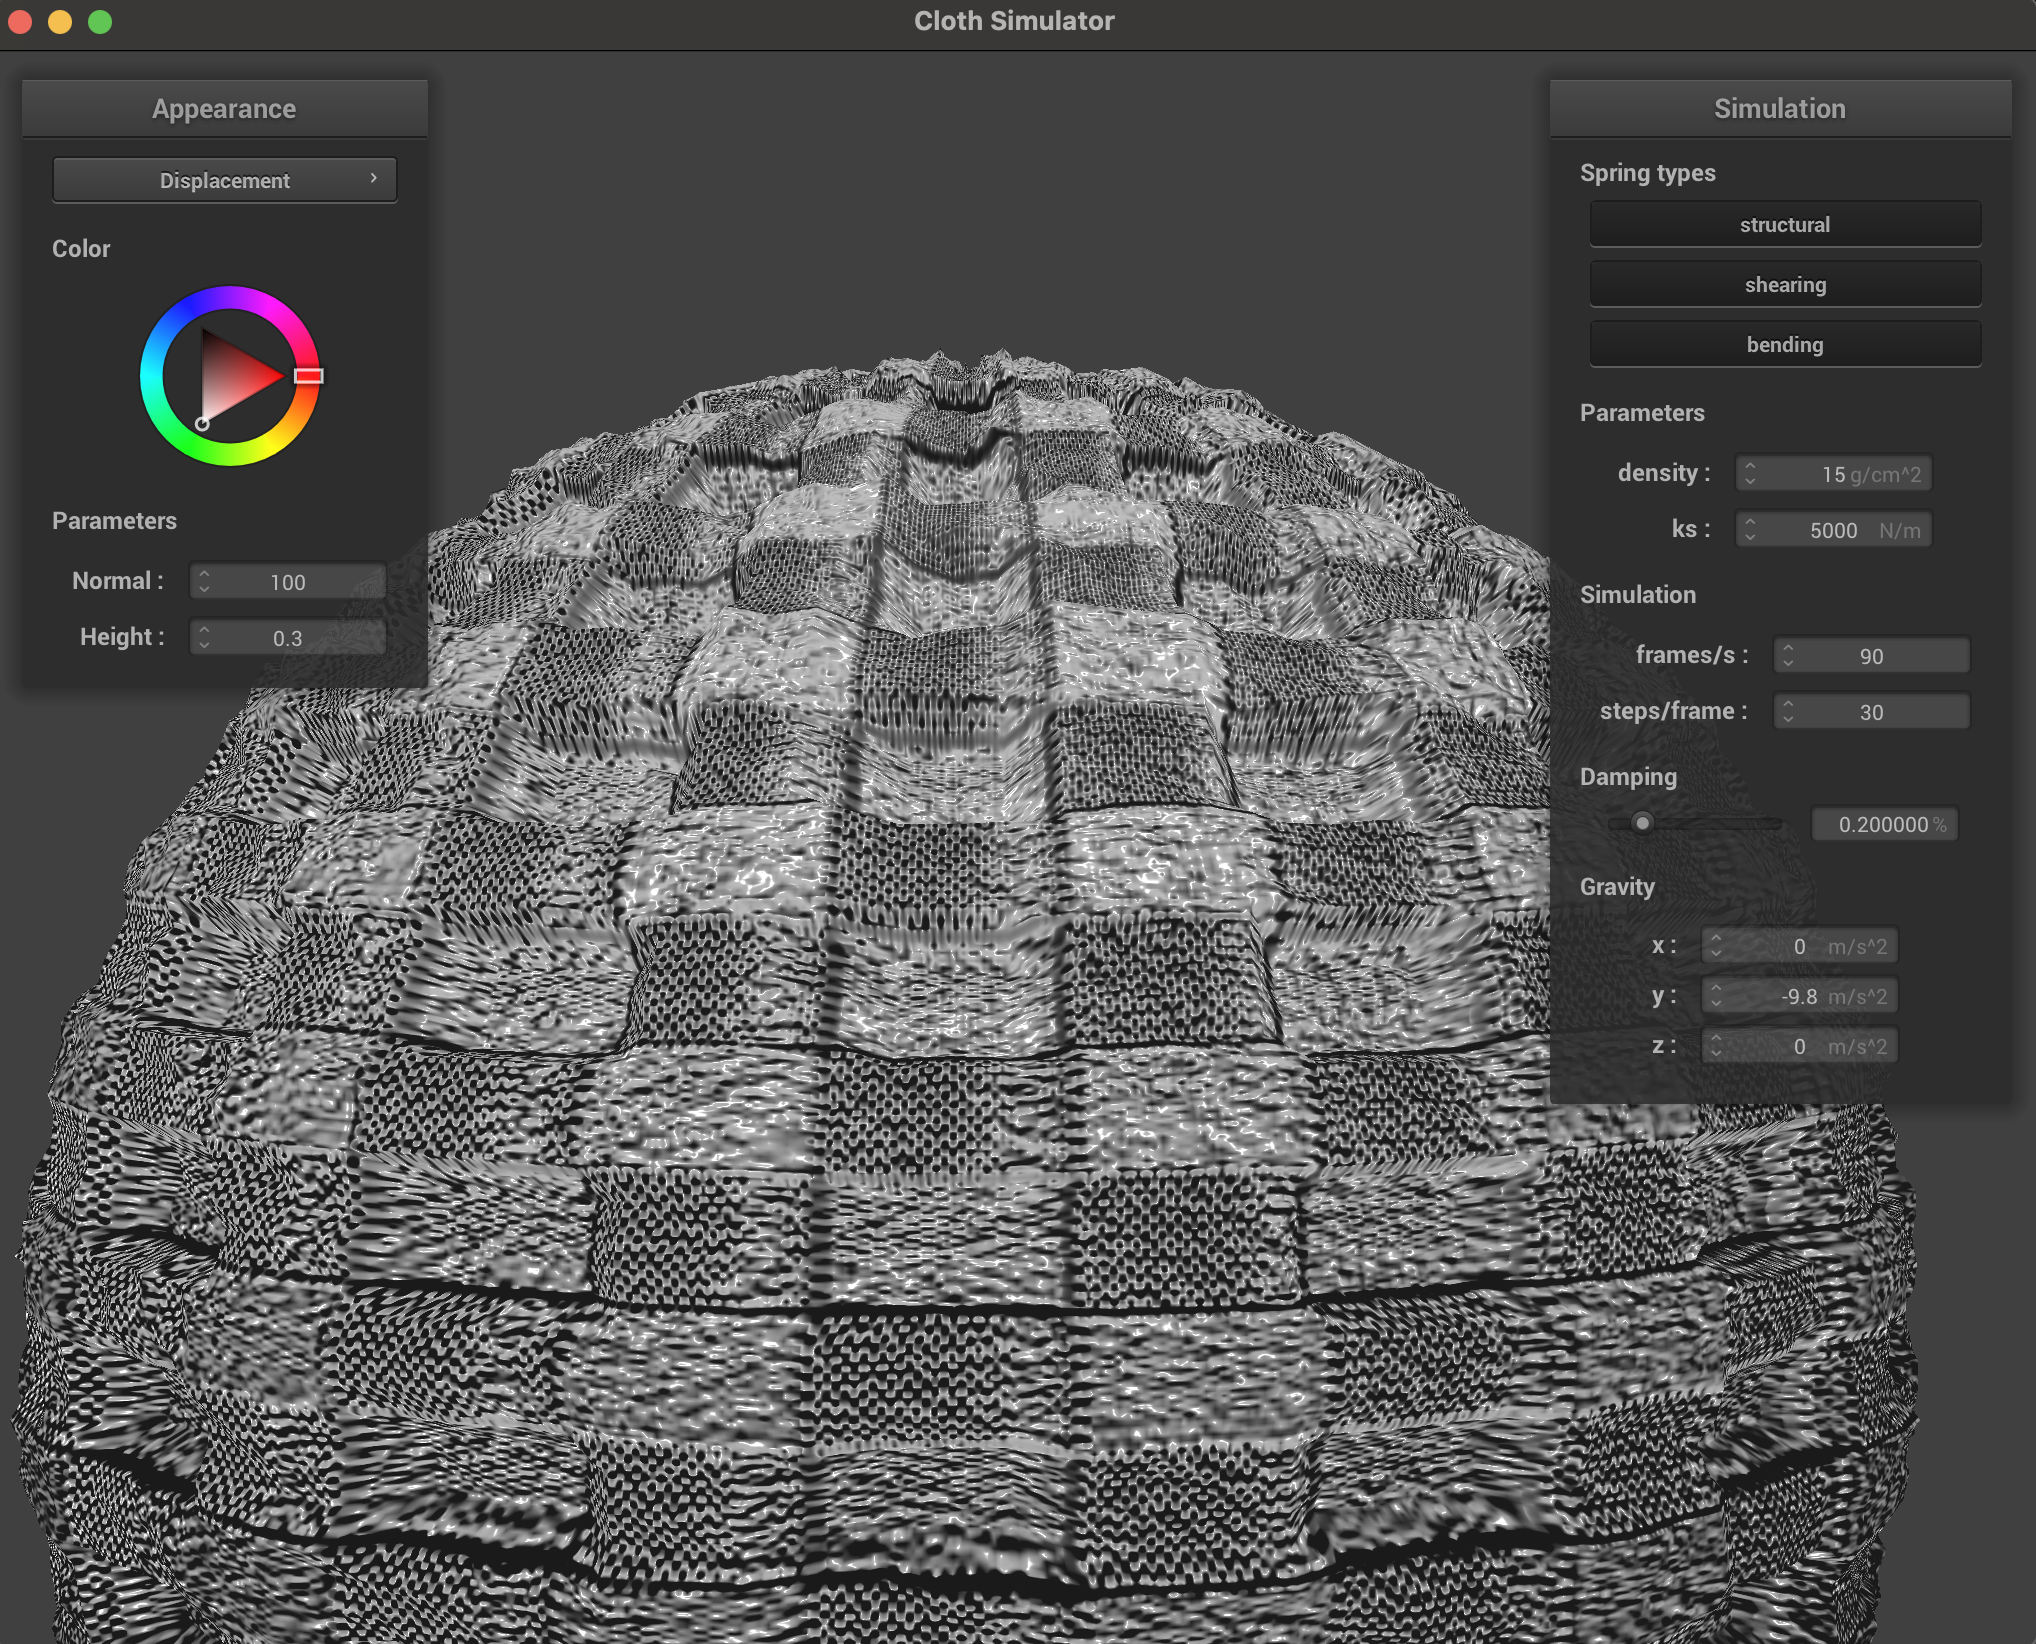 Cloth Simulator
Appearance
Displacement
Color
Parameters
Normal : 100
Height : 0.3
Simulation
Spring types
structural
shearing
bending
Parameters
density : 15 g/cm^2
ks : 5000 N/m
Simulation
frames/s : 90
steps/frame : 30
Damping
0.200000 %
Gravity
x : 0 m/s^2
y : -9.8 m/s^2
z : 0 m/s^2